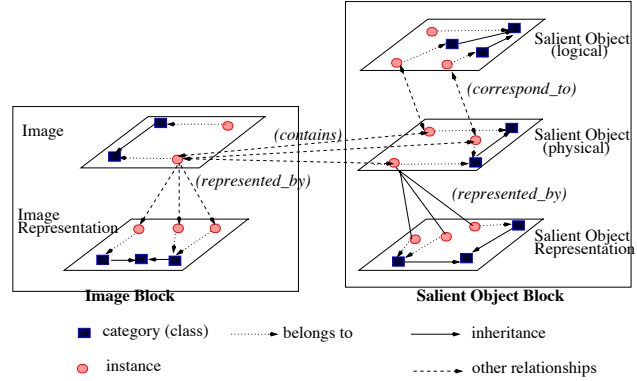 Salient Object
(logical)
(correspond_to)
Image
(contains)
Salient Object
(physical)
(represented_by)
(represented_by)
Image
Representation
Salient Object
Representation
Image Block
Salient Object Block
category (class)
belongs to
inheritance
instance
other relationships